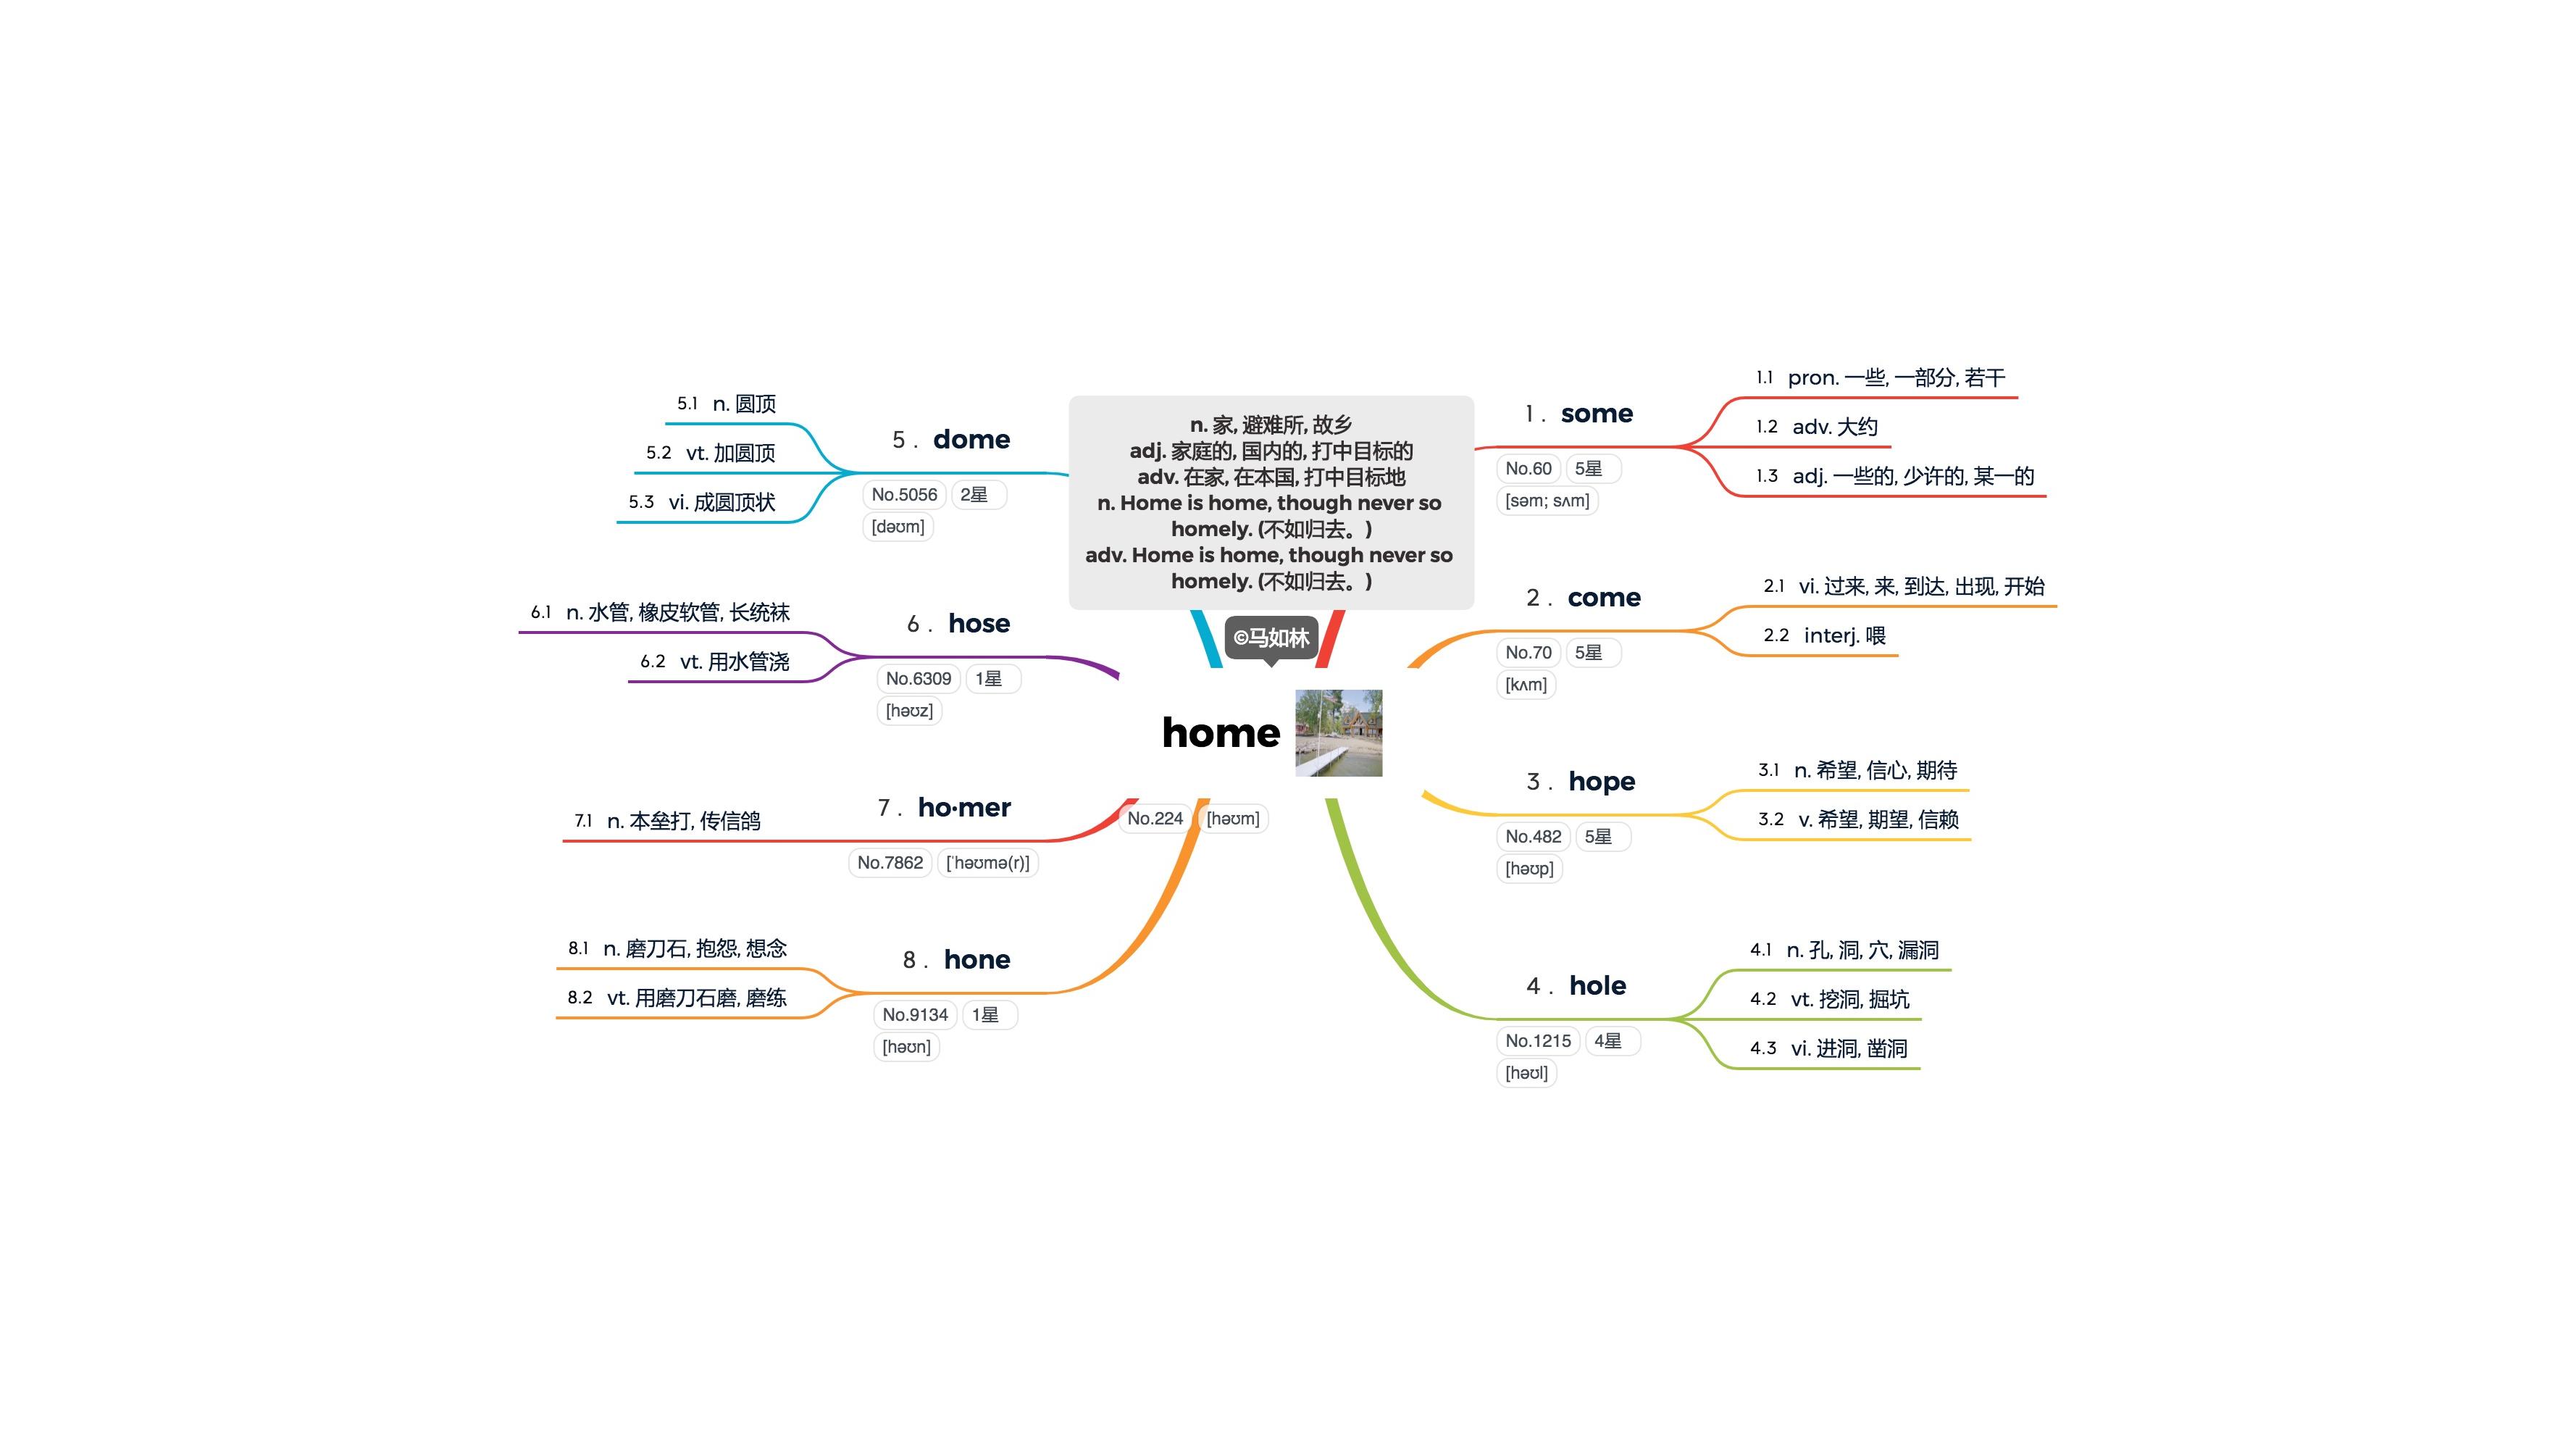 n. 家, 避难所, 故乡
adj. 家庭的, 国内的, 打中目标的
adv. 在家, 在本国, 打中目标地
n. Home is home, though never so
homely. (不如归去。)
adv. Home is home, though never so
homely. (不如归去。)
©马如林
home
No.224 [həʊm]
1. some
No.60 5星
[səm; sʌm]
1.1 pron. 一些, 一部分, 若干
1.2 adv. 大约
1.3 adj. 一些的, 少许的, 某一的
2. come
No.70 5星
[kʌm]
2.1 vi. 过来, 来, 到达, 出现, 开始
2.2 interj. 喂
3. hope
No.482 5星
[həʊp]
3.1 n. 希望, 信心, 期待
3.2 v. 希望, 期望, 信赖
4. hole
No.1215 4星
[həʊl]
4.1 n. 孔, 洞, 穴, 漏洞
4.2 vt. 挖洞, 掘坑
4.3 vi. 进洞, 凿洞
5. dome
No.5056 2星
[dəʊm]
5.1 n. 圆顶
5.2 vt. 加圆顶
5.3 vi. 成圆顶状
6. hose
No.6309 1星
[həʊz]
6.1 n. 水管, 橡皮软管, 长统袜
6.2 vt. 用水管浇
7. ho·mer
No.7862 [ˈhəʊmə(r)]
7.1 n. 本垒打, 传信鸽
8. hone
No.9134 1星
[həʊn]
8.1 n. 磨刀石, 抱怨, 想念
8.2 vt. 用磨刀石磨, 磨练